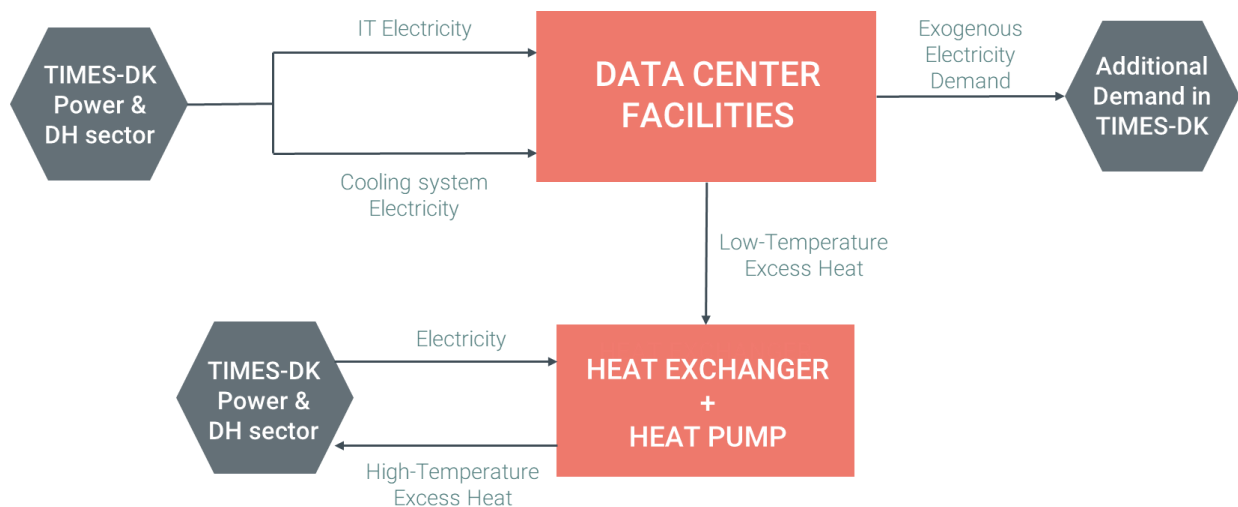 TIMES-DK
Power &
DH sector
IT Electricity
Cooling system
Electricity
DATA CENTER
FACILITIES
Exogenous
Electricity
Demand
Additional
Demand in
TIMES-DK
Low-Temperature
Excess Heat
TIMES-DK
Power &
DH sector
Electricity
High-Temperature
Excess Heat
HEAT EXCHANGER
+
HEAT PUMP